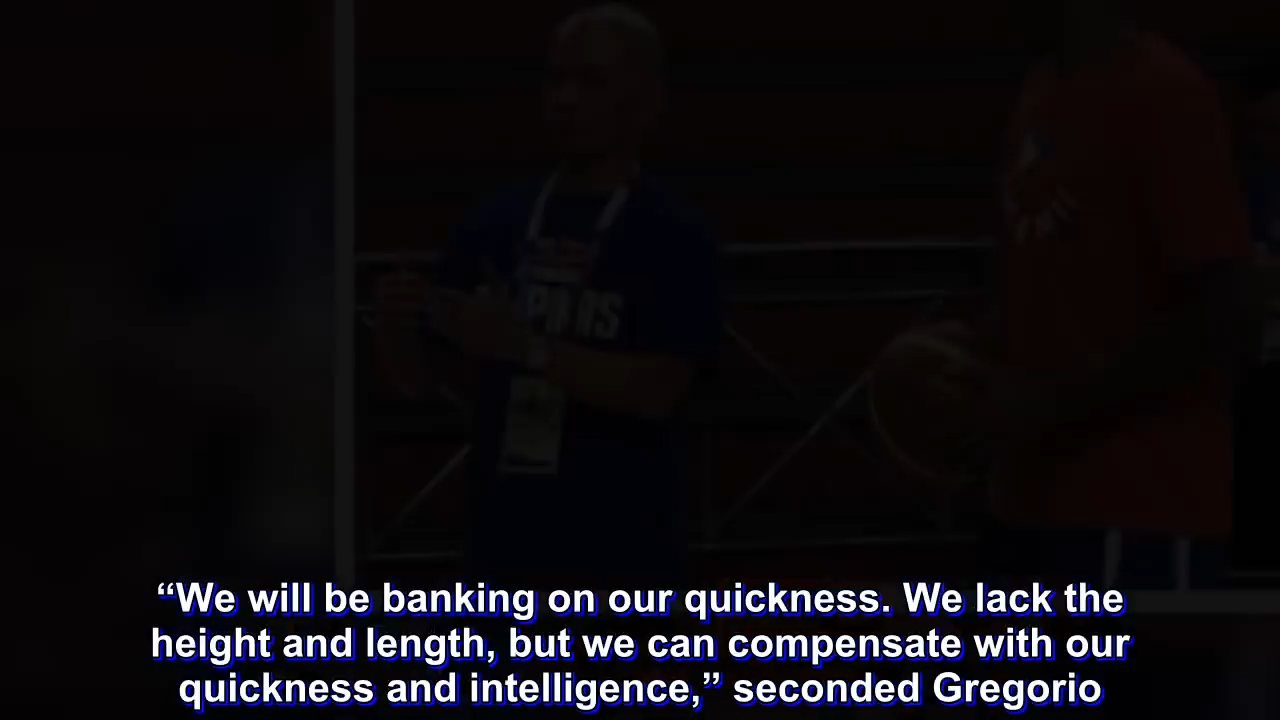 “We will be banking on our quickness. We lack the
height and length, but we can compensate with our
quickness and intelligence,” seconded Gregorio